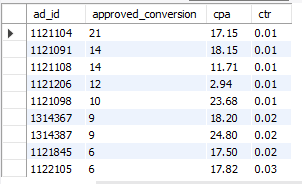 ad_id approved_conversion cpa ctr
1121104 21 17.15 0.01
1121091 14 18.15 0.01
1121108 14 11.71 0.01
1121206 12 2.94 0.01
1121098 10 23.68 0.01
1314367 9 18.20 0.02
1314387 9 24.80 0.02
1121845 6 17.50 0.02
1122105 6 17.82 0.03